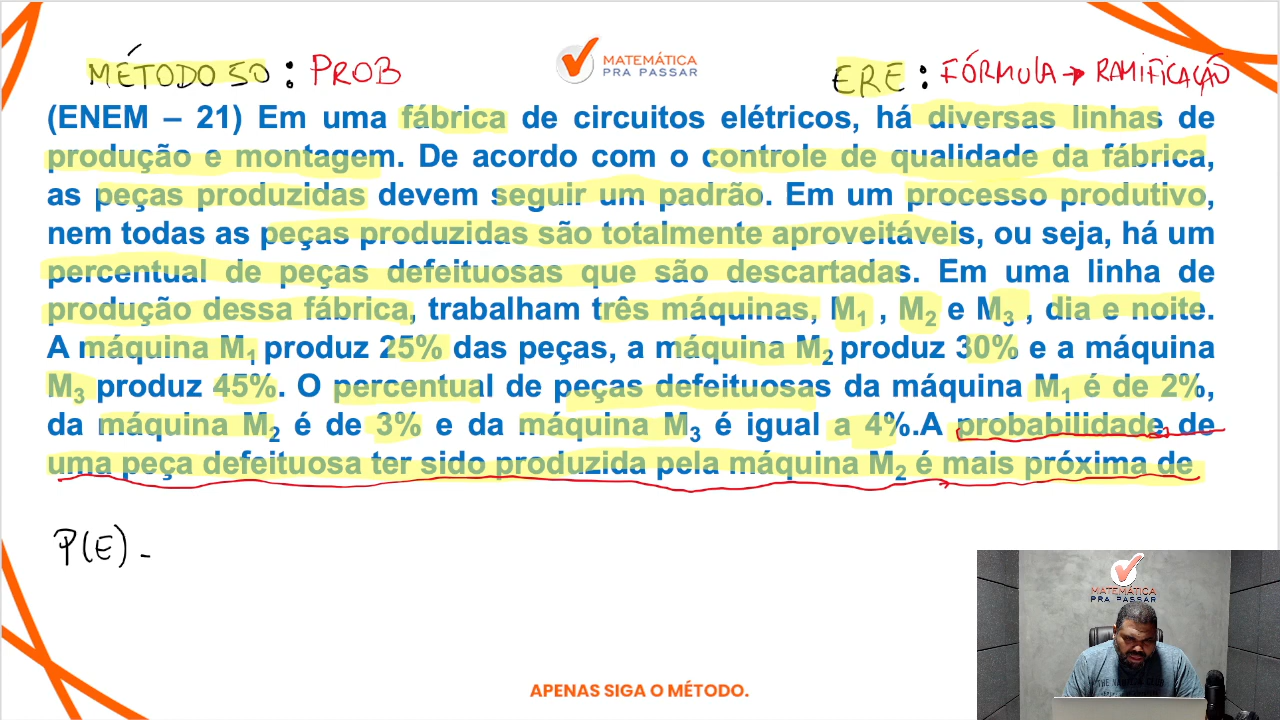 MÉTODO 50 : PROB
MATEMÁTICA
PRA PASSAR
ERE : FÓRMULA → RAMIFICAÇÃO
(ENEM – 21) Em uma fábrica de circuitos elétricos, há diversas linhas de
produção e montagem. De acordo com o controle de qualidade da fábrica,
as peças produzidas devem seguir um padrão. Em um processo produtivo,
nem todas as peças produzidas são totalmente aproveitáveis, ou seja, há um
percentual de peças defeituosas que são descartadas. Em uma linha de
produção dessa fábrica, trabalham três máquinas, M₁ , M₂ e M₃ , dia e noite.
A máquina M₁ produz 25% das peças, a máquina M₂ produz 30% e a máquina
M₃ produz 45%. O percentual de peças defeituosas da máquina M₁ é de 2%,
da máquina M₂ é de 3% e da máquina M₃ é igual a 4%.A probabilidade de
uma peça defeituosa ter sido produzida pela máquina M₂ é mais próxima de
P(E) -
MATEMÁTICA
PRA PASSAR
APENAS SIGA O MÉTODO.